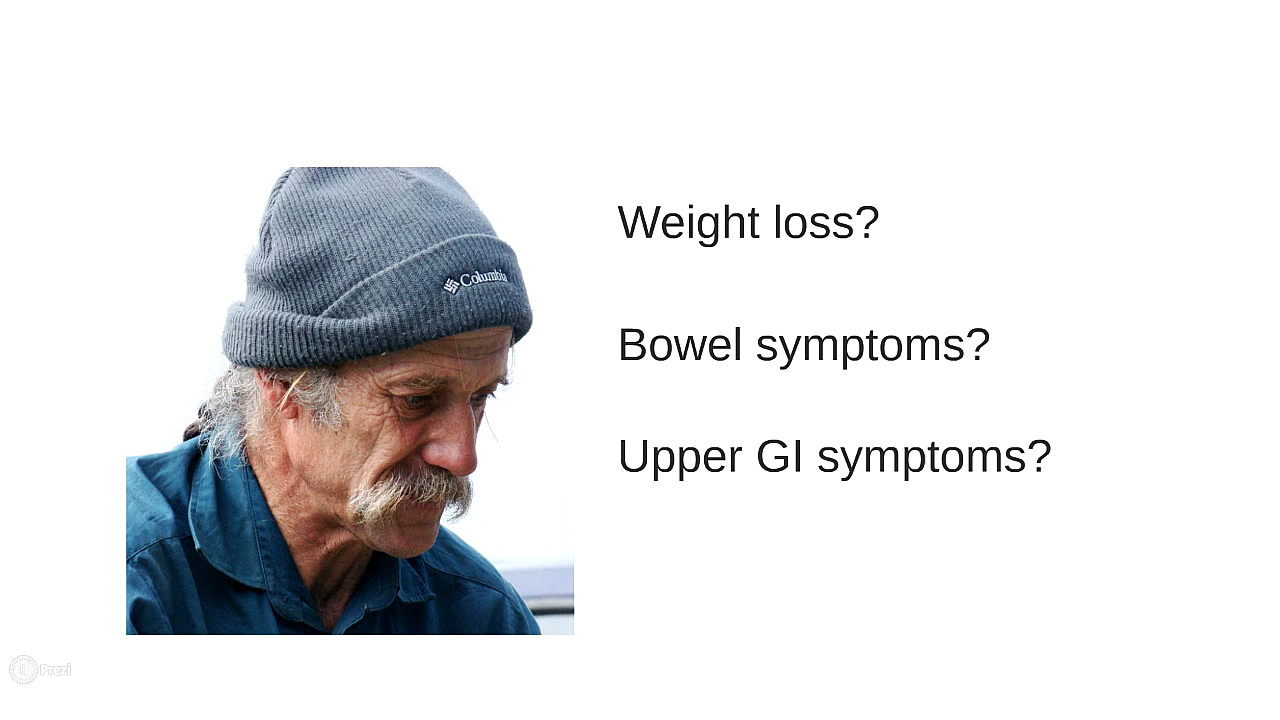 Columbia
Weight loss?
Bowel symptoms?
Upper GI symptoms?
Prezi